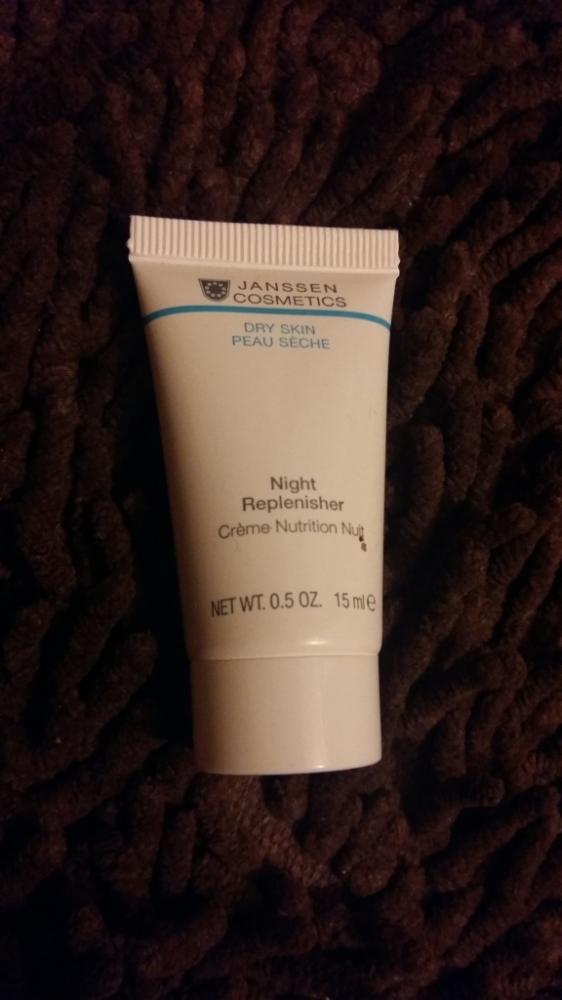 JANSSEN
COSMETICS
DRY SKIN
PEAU SÈCHE
Night
Replenisher
Crème Nutrition Nuit
NET WT. 0.5 OZ. 15 ml e